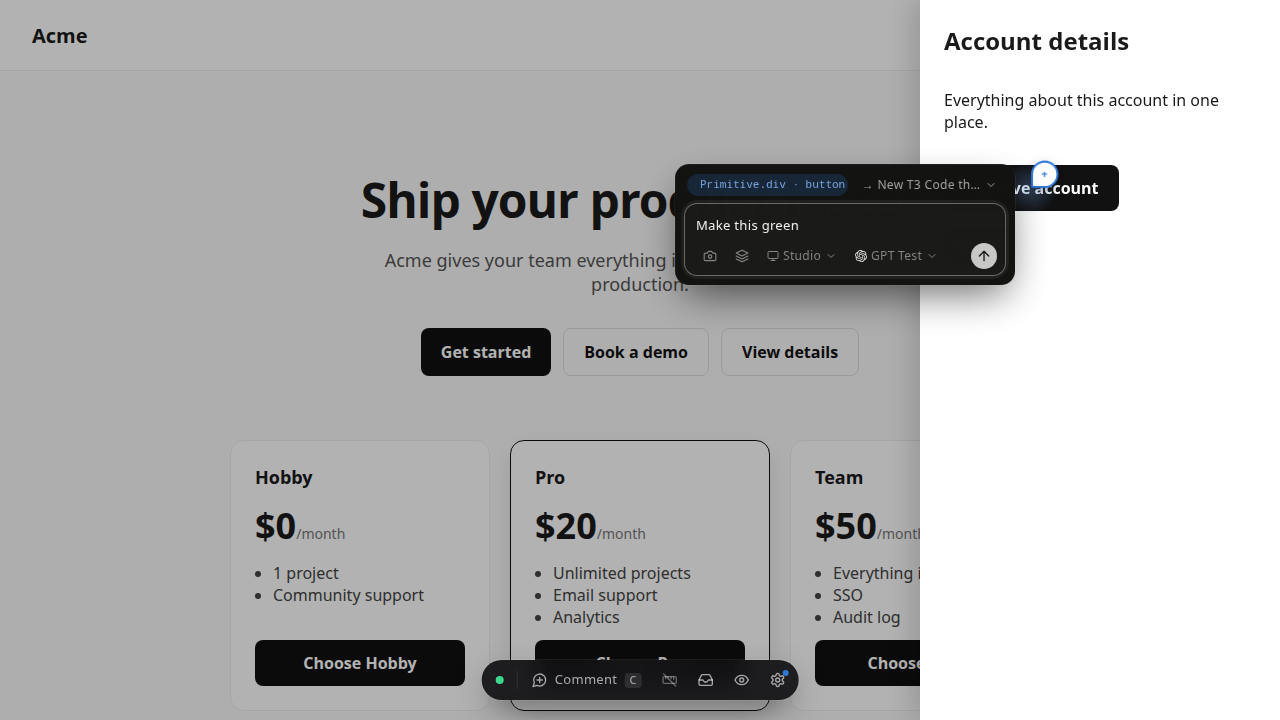 Acme
Account details
Everything about this account in one
place.
Primitive.div · button
→ New T3 Code th...
account
Make this green
Studio
GPT Test
Ship your
Acme gives your team everything
production.
Get started
Book a demo
View details
Hobby
$0/month
1 project
Community support
Choose Hobby
Pro
$20/month
Unlimited projects
Email support
Analytics
Team
$50
Everything
SSO
Audit log
Choose
Comment
C